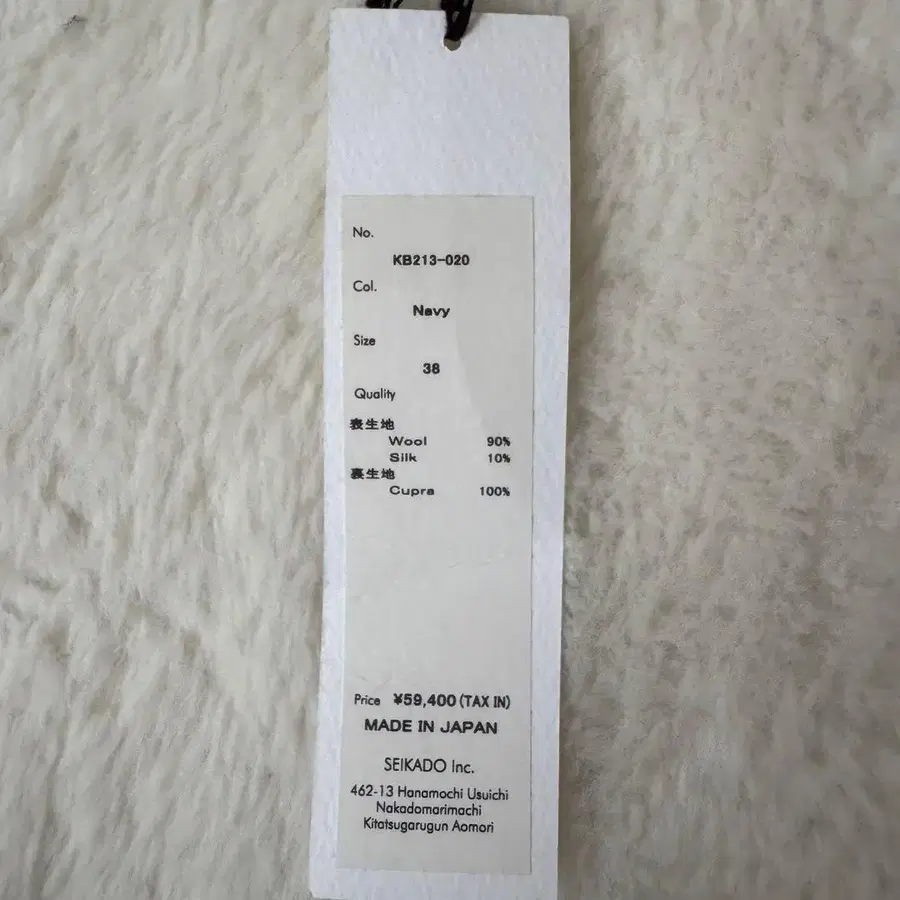 No.
KB213-020
Col.
Navy
Size
38
Quality
表生地
Wool 90%
Silk 10%
裏生地
Cupra 100%
Price ¥59,400 (TAX IN)
MADE IN JAPAN
SEIKADO Inc.
462-13 Hanamochi Usuichi
Nakadomarimachi
Kitatsugarugun Aomori